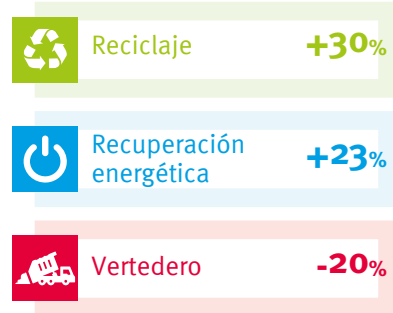 Reciclaje +30%
Recuperación
energética +23%
Vertedero -20%